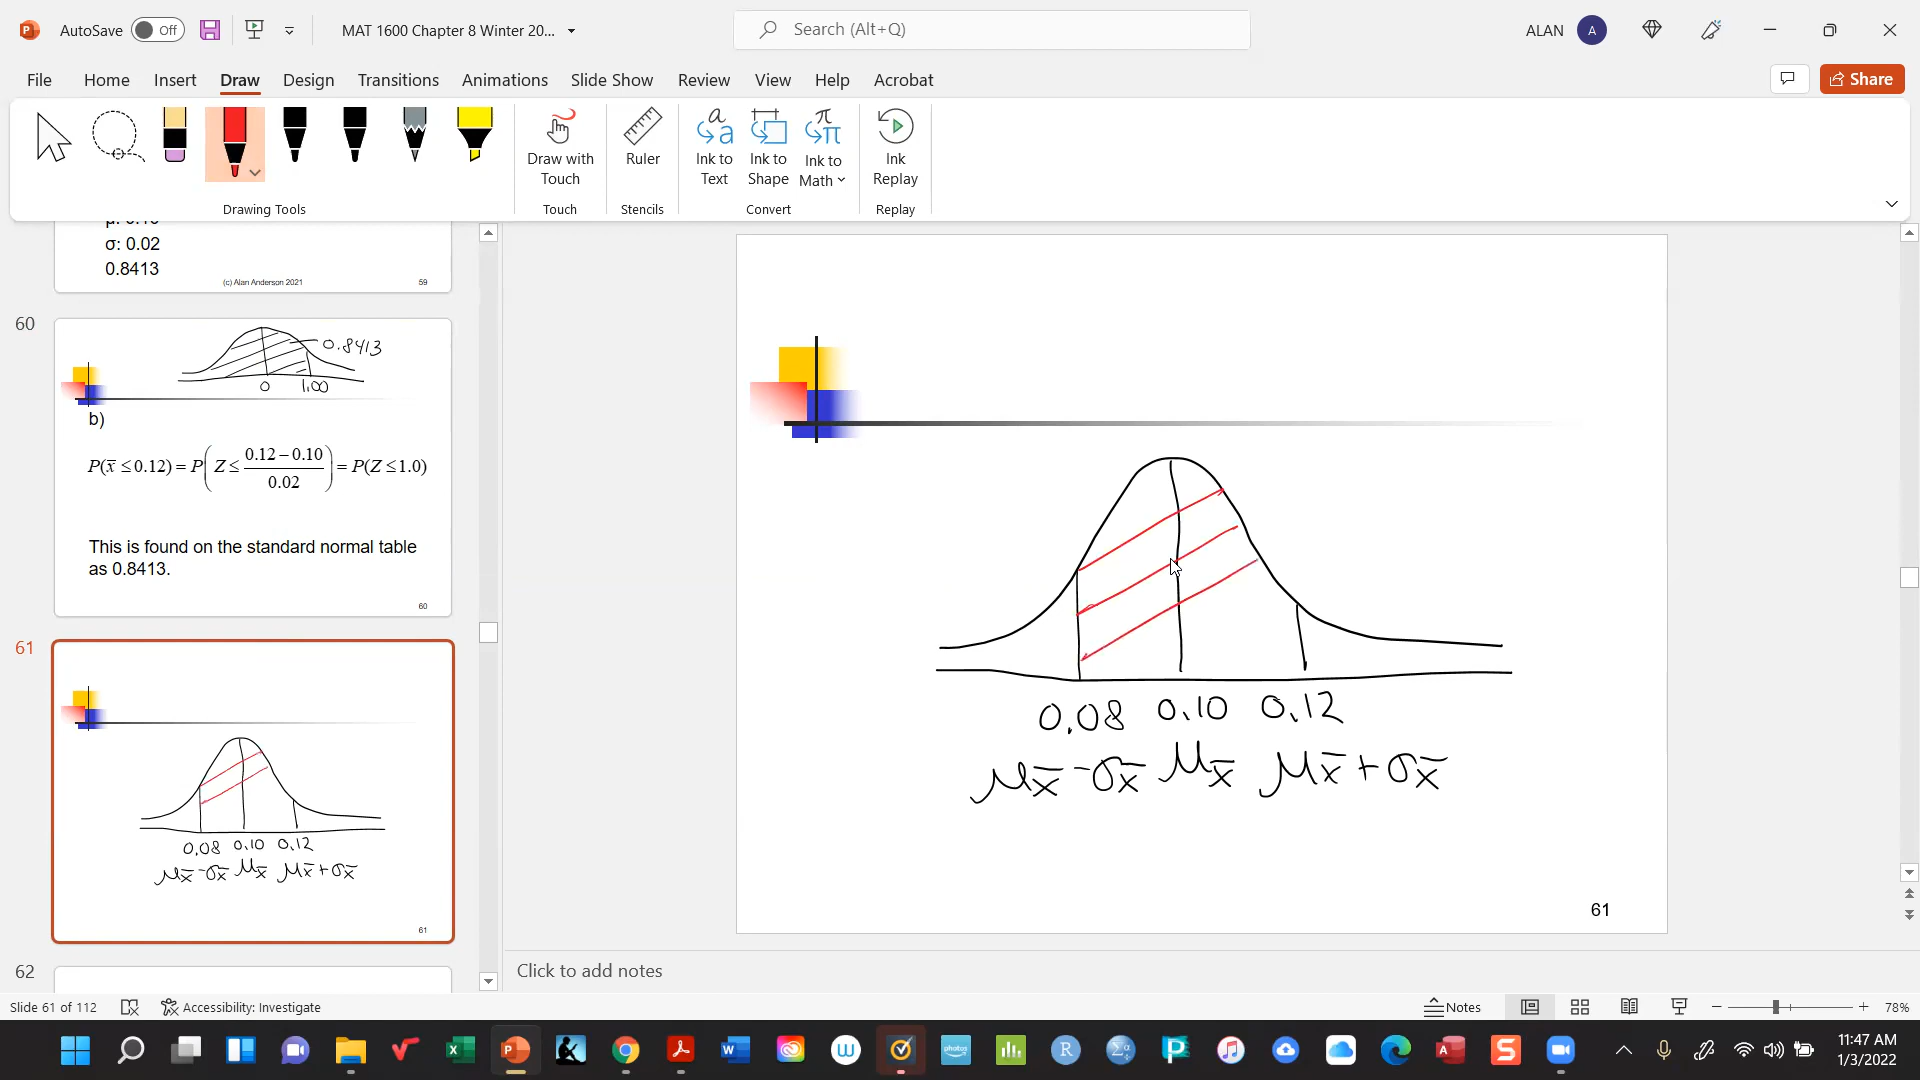 AutoSave Off MAT 1600 Chapter 8 Winter 20... Search (Alt+Q) ALAN A
File Home Insert Draw Design Transitions Animations Slide Show Review View Help Acrobat Share
Draw with Touch
Ruler
Ink to Text
Ink to Shape
Ink to Math
Ink Replay
Drawing Tools Touch Stencils Convert Replay
σ: 0.02
0.8413
(c) Alan Anderson 2021 59
60
0.8413
0 1.00
b)
P(x̅ ≤ 0.12) = P(Z ≤ (0.12 − 0.10)/0.02) = P(Z ≤ 1.0)
This is found on the standard normal table
as 0.8413.
60
61
0.08 0.10 0.12
μx̅ - σx̅ μx̅ μx̅ + σx̅
61
62
0.08 0.10 0.12
μx̅ - σx̅ μx̅ μx̅ + σx̅
61
Click to add notes
Slide 61 of 112 Accessibility: Investigate Notes 78%
11:47 AM
1/3/2022